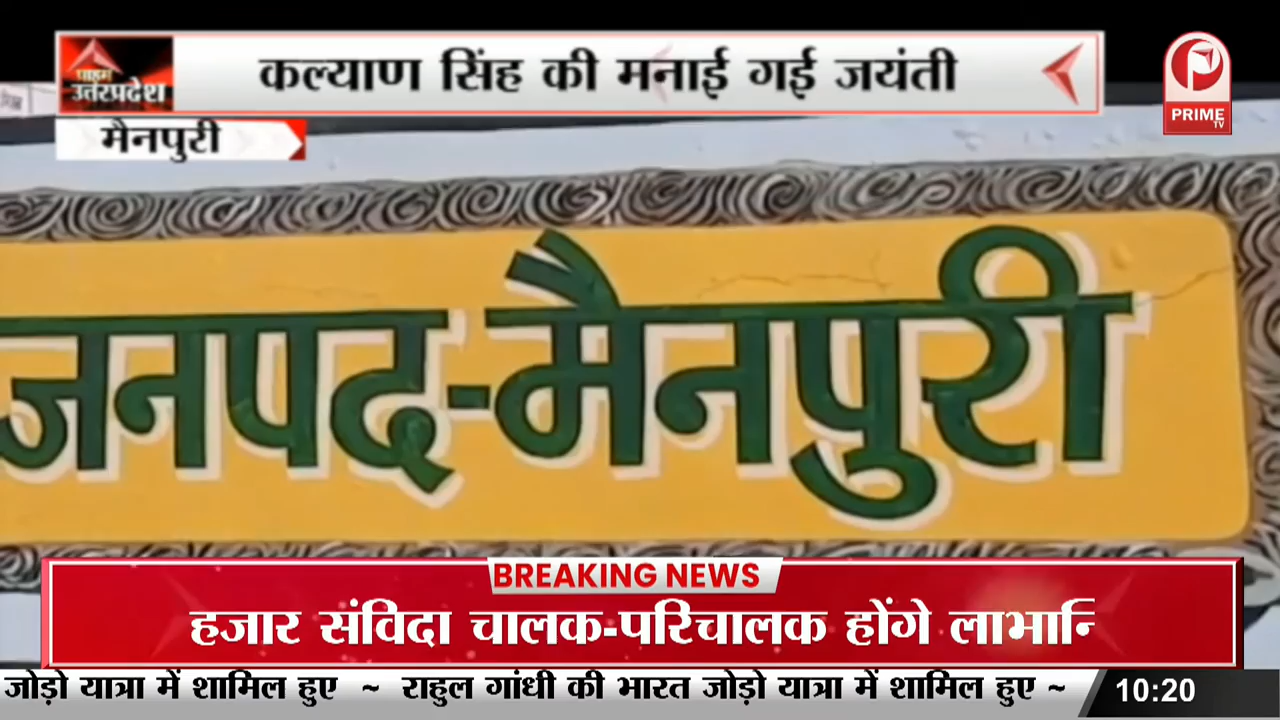 कल्याण सिंह की मनाई गई जयंती
प्राइम
उत्तरप्रदेश
PRIME
TV
मैनपुरी
जनपद-मैनपुरी
BREAKING NEWS
हजार संविदा चालक-परिचालक होंगे
जोड़ो यात्रा में शामिल हुए ~ राहुल गांधी की भारत जोड़ो यात्रा में शामिल हुए ~
10:20